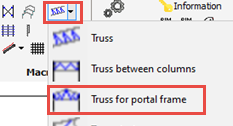 Information
Truss
Mac
Truss between columns
Truss for portal frame